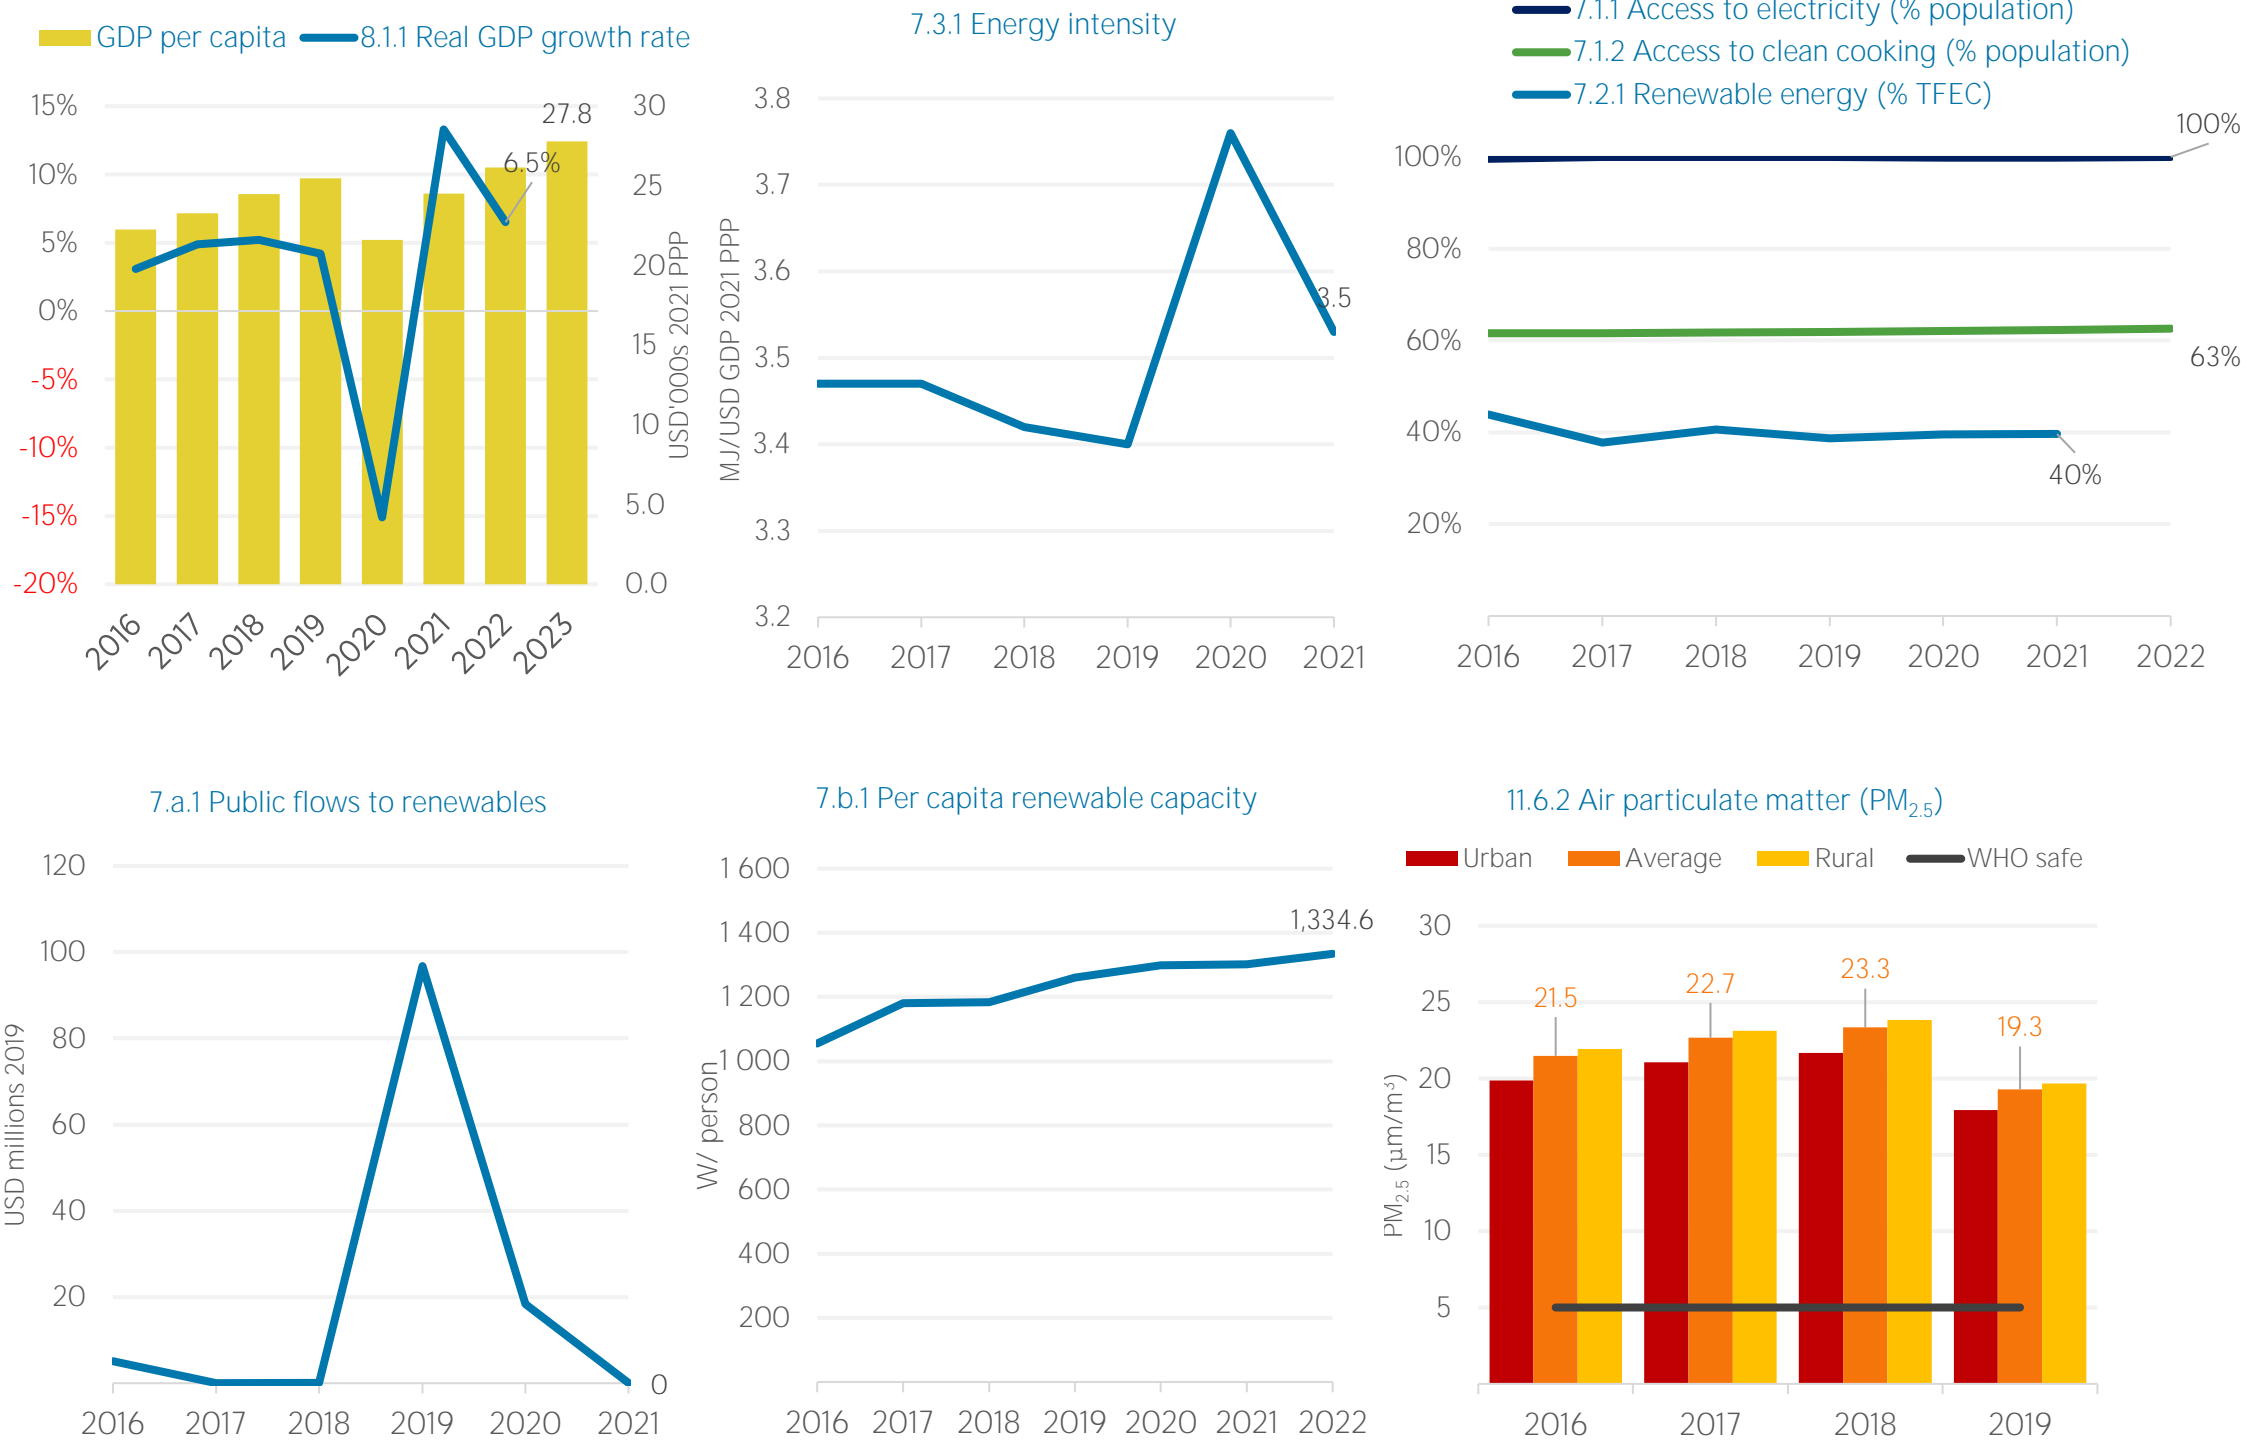 GDP per capita 8.1.1 Real GDP growth rate
15%
10%
5%
0%
-5%
-10%
-15%
-20%
30
25
20
15
10
5.0
0.0
USD'000s 2021 PPP
27.8
6.5%
2016 2017 2018 2019 2020 2021 2022 2023
7.3.1 Energy intensity
MJ/USD GDP 2021 PPP
3.8
3.7
3.6
3.5
3.4
3.3
3.2
3.5
2016 2017 2018 2019 2020 2021
7.1.1 Access to electricity (% population)
7.1.2 Access to clean cooking (% population)
7.2.1 Renewable energy (% TFEC)
100%
80%
60%
40%
20%
100%
63%
40%
2016 2017 2018 2019 2020 2021 2022
7.a.1 Public flows to renewables
USD millions 2019
120
100
80
60
40
20
0
2016 2017 2018 2019 2020 2021
7.b.1 Per capita renewable capacity
W/ person
1 600
1 400
1 200
1 000
800
600
400
200
1,334.6
2016 2017 2018 2019 2020 2021 2022
11.6.2 Air particulate matter (PM2.5)
Urban Average Rural WHO safe
PM2.5 (µm/m³)
30
25
20
15
10
5
21.5
22.7
23.3
19.3
2016 2017 2018 2019